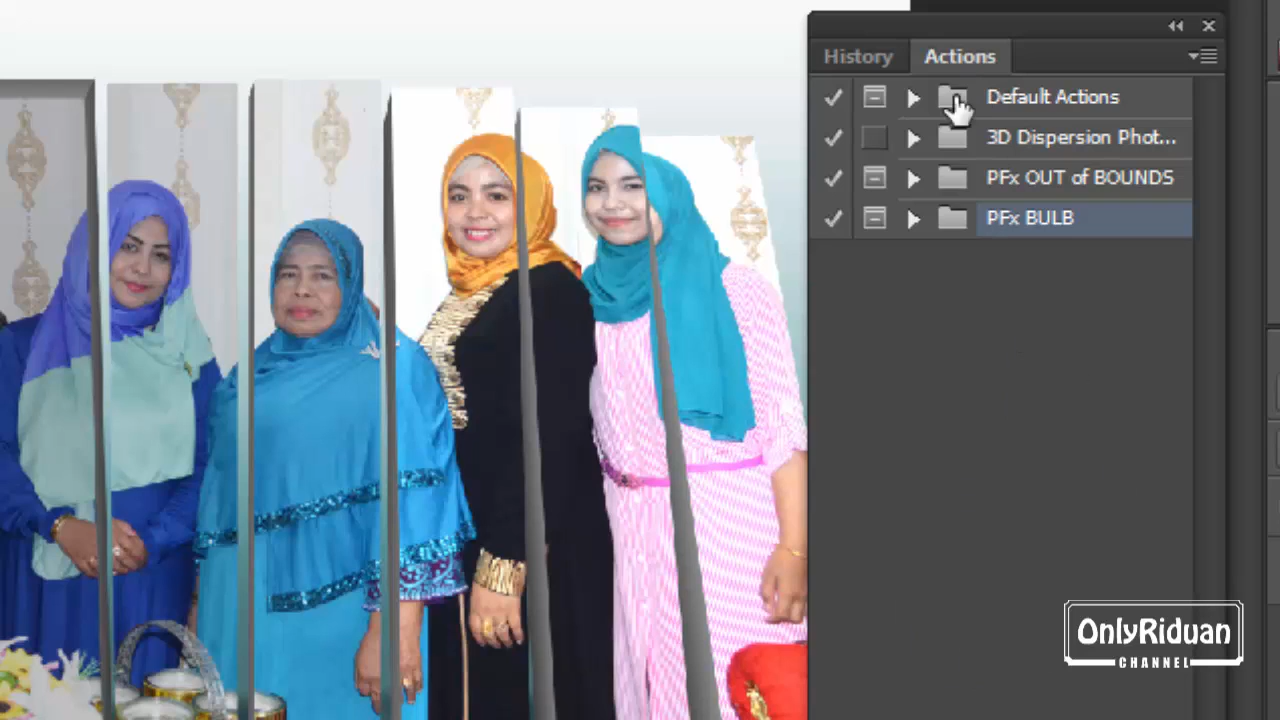 History
Actions
Default Actions
3D Dispersion Phot...
PFx OUT of BOUNDS
PFx BULB
OnlyRiduan
CHANNEL